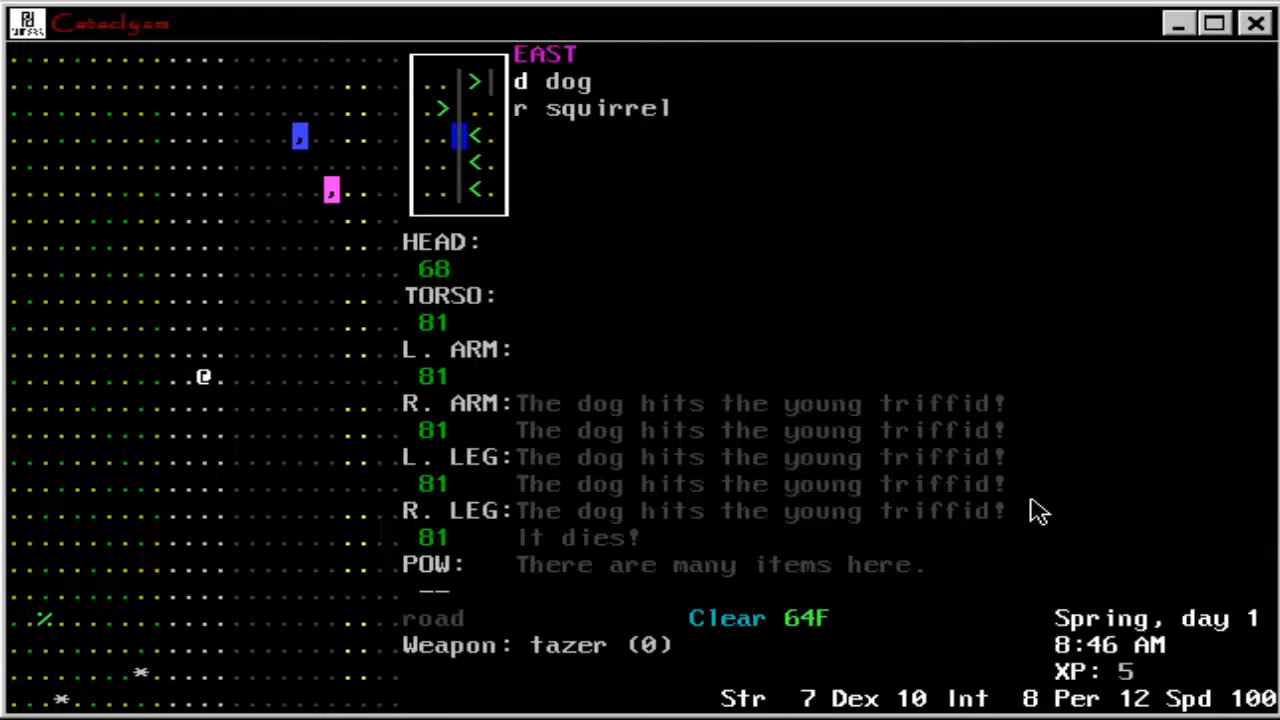 Cataclysm
EAST
d dog
r squirrel
HEAD:
68
TORSO:
81
L. ARM:
81
R. ARM: The dog hits the young triffid!
81 The dog hits the young triffid!
L. LEG: The dog hits the young triffid!
81 The dog hits the young triffid!
R. LEG: The dog hits the young triffid!
81 It dies!
POW: There are many items here.
--
road Clear 64F Spring, day 1
Weapon: tazer (0) 8:46 AM
XP: 5
Str 7 Dex 10 Int 8 Per 12 Spd 100